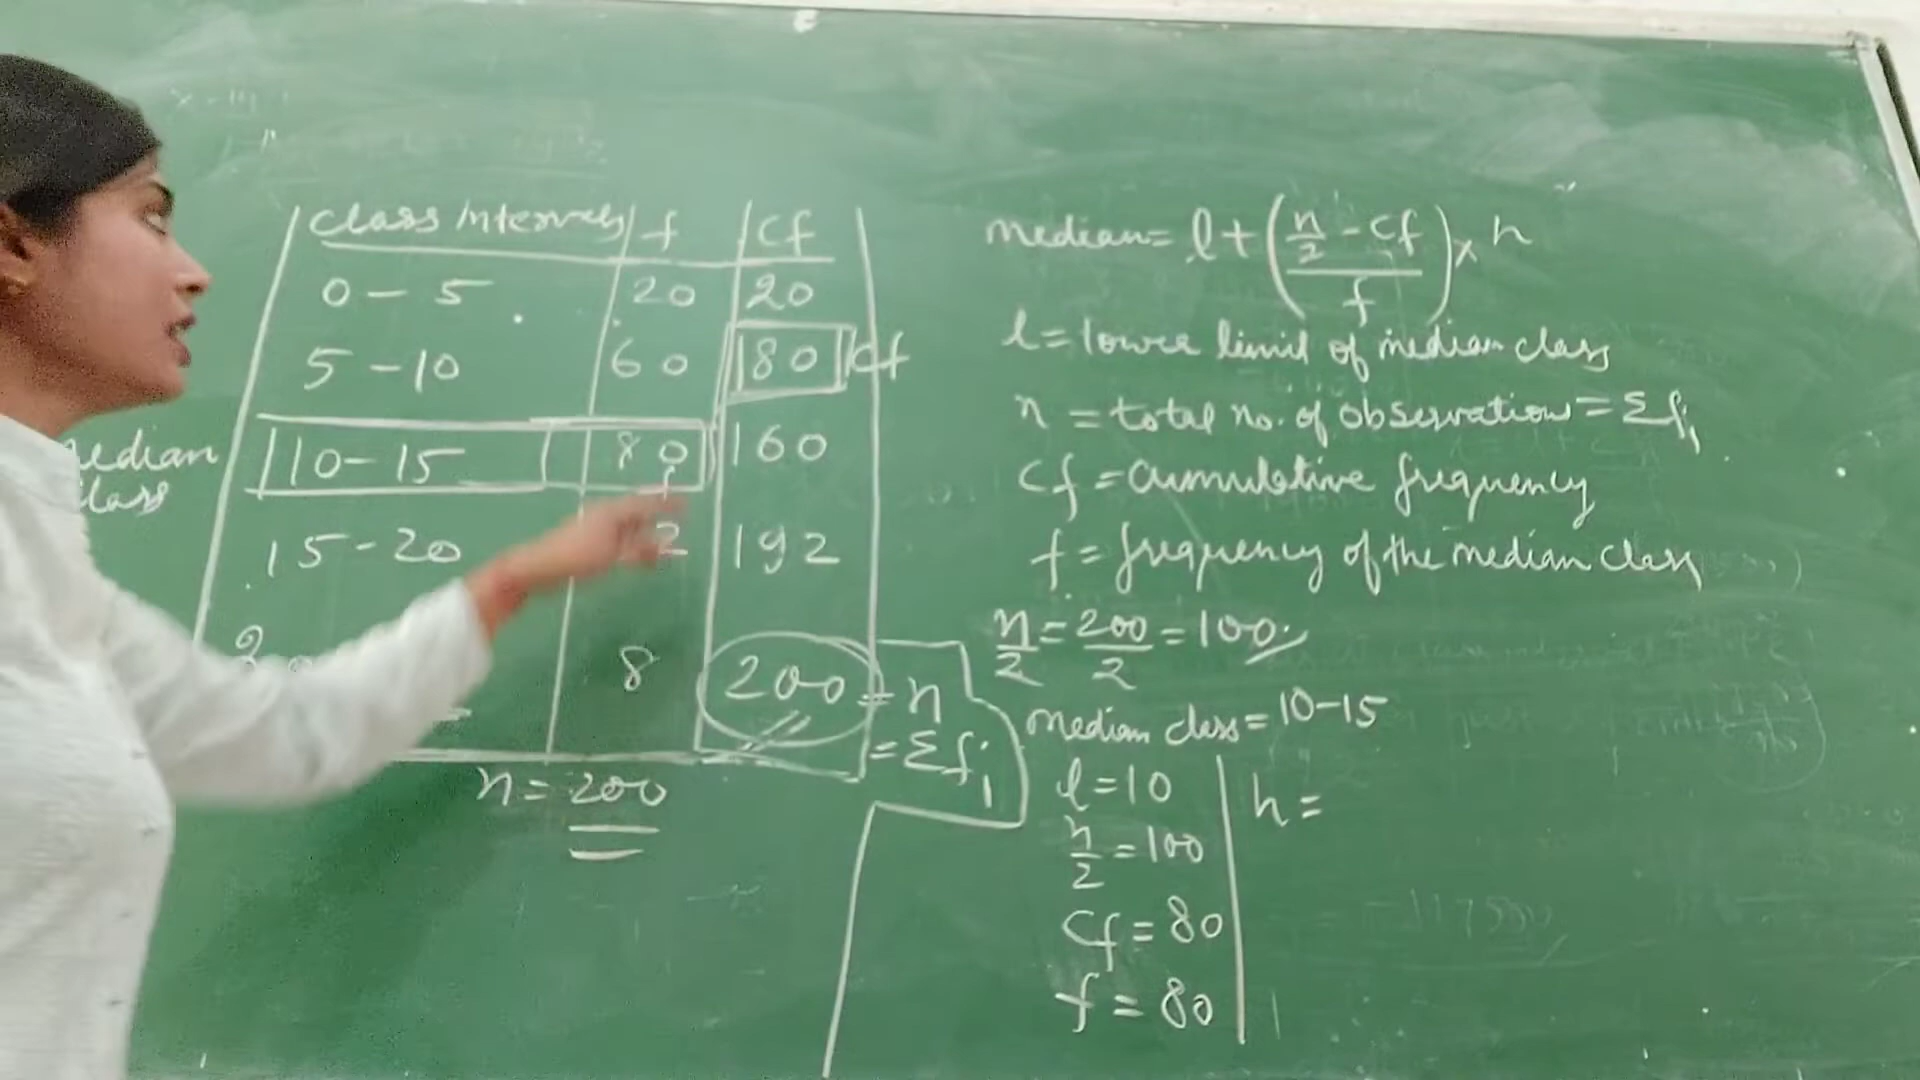 class Intervals f cf
0 - 5 20 20
5 - 10 60 80 cf
median class
10 - 15 80 160
f
15 - 20 2 192
2 8 200 = n
= Σfi
n = 200
median = l + ((n/2 - cf)/f) x h
l = lower limit of median class
n = total no. of observations = Σfi
cf = Cumulative frequency
f = frequency of the median class
n/2 = 200/2 = 100
median class = 10-15
l = 10
n/2 = 100
cf = 80
f = 80
h =